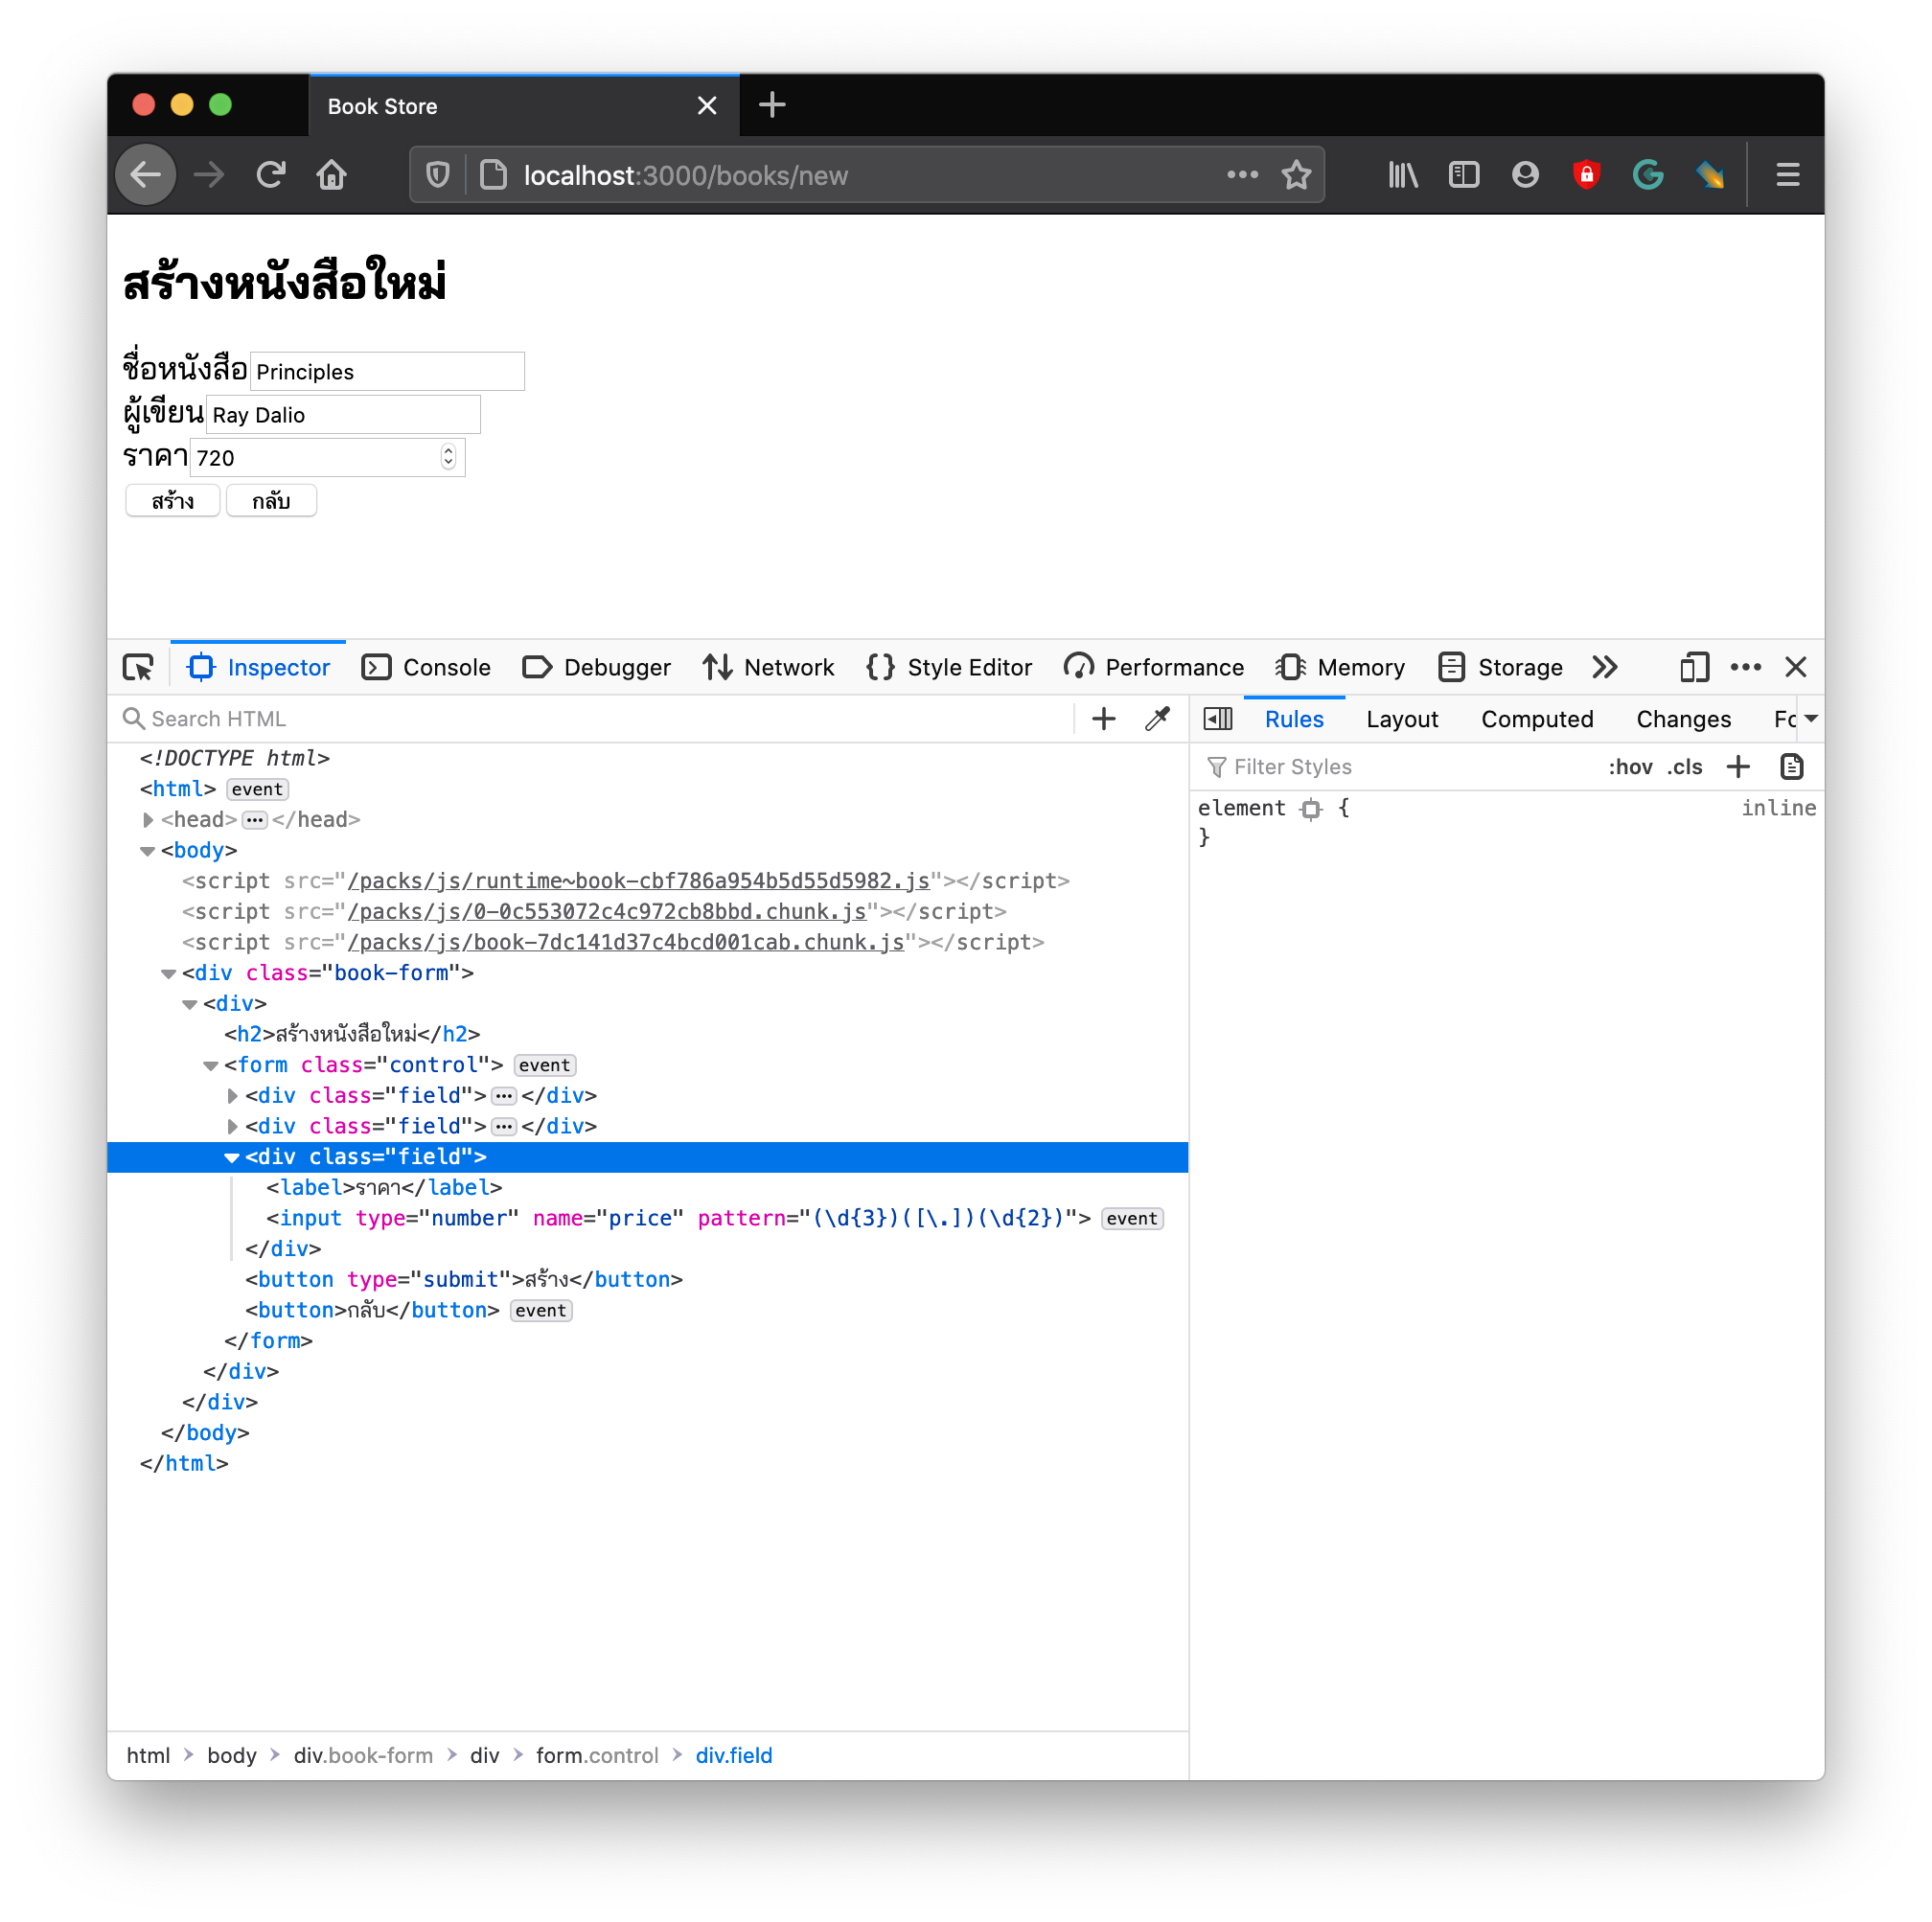 Book Store
localhost:3000/books/new
สร้างหนังสือใหม่
ชื่อหนังสือ Principles
ผู้เขียน Ray Dalio
ราคา 720
สร้าง กลับ
Inspector Console Debugger Network Style Editor Performance Memory Storage
Search HTML
Rules Layout Computed Changes Fo
Filter Styles :hov .cls
element { inline
}
<!DOCTYPE html>
<html> event
<head> ••• </head>
<body>
<script src="/packs/js/runtime~book-cbf786a954b5d55d5982.js"></script>
<script src="/packs/js/0-0c553072c4c972cb8bbd.chunk.js"></script>
<script src="/packs/js/book-7dc141d37c4bcd001cab.chunk.js"></script>
<div class="book-form">
<div>
<h2>สร้างหนังสือใหม่</h2>
<form class="control"> event
<div class="field"> ••• </div>
<div class="field"> ••• </div>
<div class="field">
<label>ราคา</label>
<input type="number" name="price" pattern="(\d{3})([\.])(\d{2})"> event
</div>
<button type="submit">สร้าง</button>
<button>กลับ</button> event
</form>
</div>
</div>
</body>
</html>
html > body > div.book-form > div > form.control > div.field